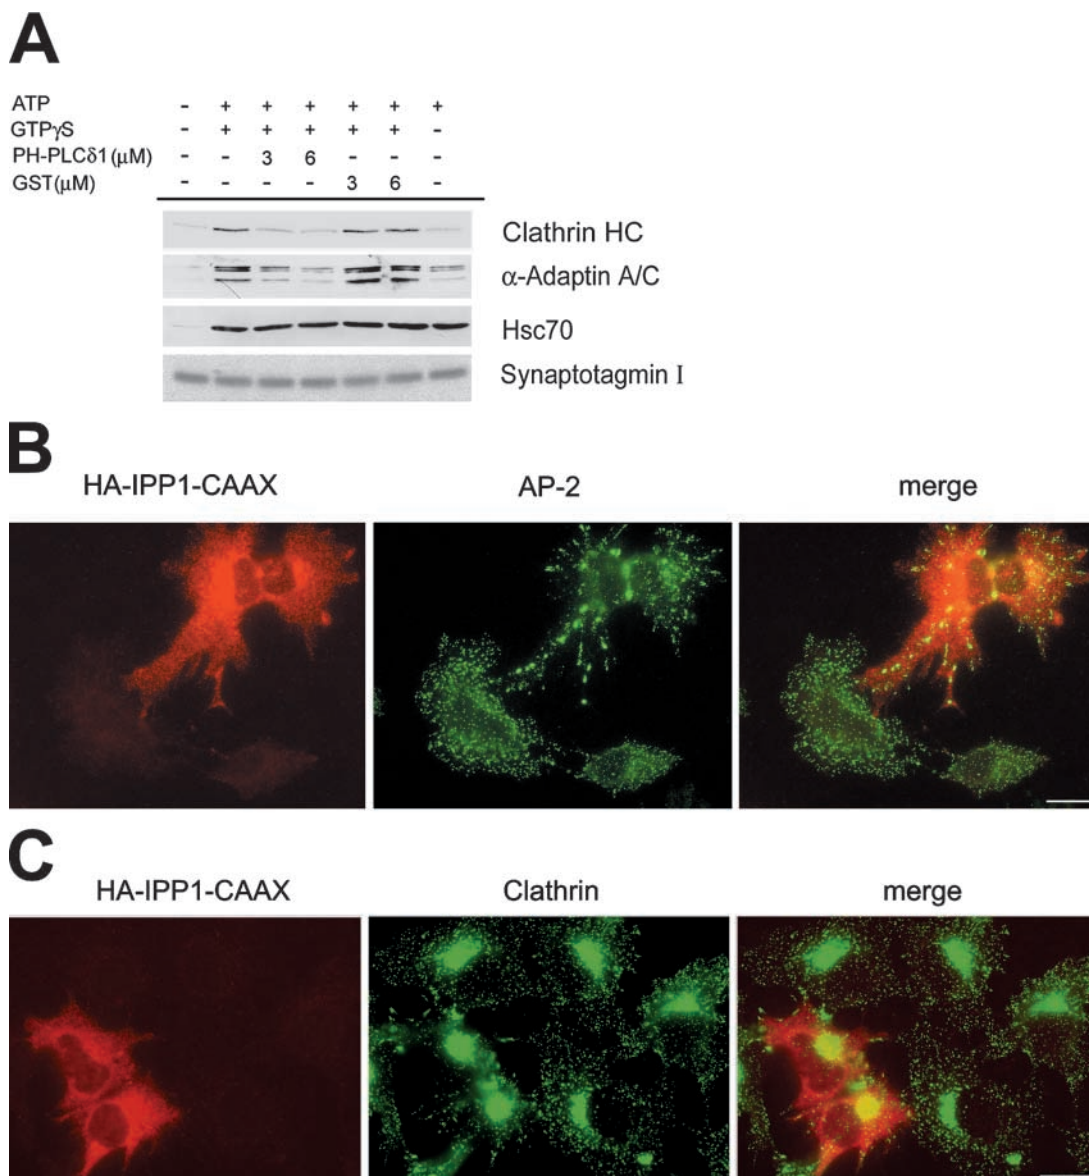 A
ATP - + + + + + +
GTPγS - + + + + + -
PH-PLCδ1(μM) - - 3 6 - - -
GST(μM) - - - - 3 6 -
Clathrin HC
α-Adaptin A/C
Hsc70
Synaptotagmin I
B
HA-IPP1-CAAX AP-2 merge
C
HA-IPP1-CAAX Clathrin merge